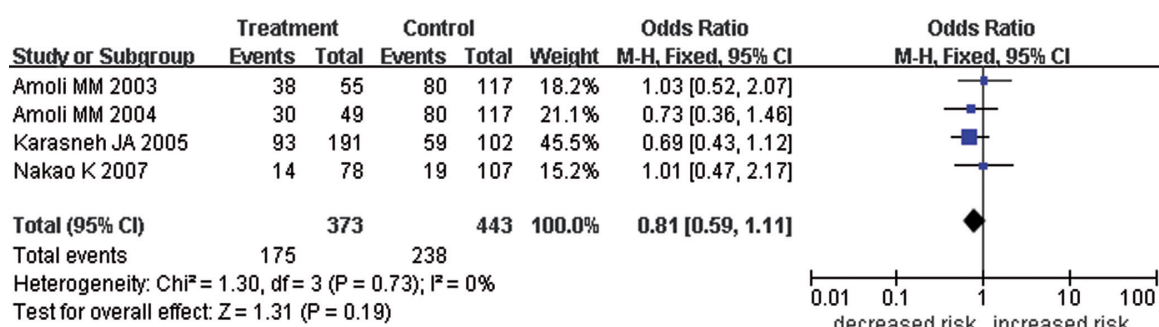 Treatment Control Odds Ratio Odds Ratio
Study or Subgroup Events Total Events Total Weight M-H, Fixed, 95% CI M-H, Fixed, 95% CI
Amoli MM 2003 38 55 80 117 18.2% 1.03 [0.52, 2.07]
Amoli MM 2004 30 49 80 117 21.1% 0.73 [0.36, 1.46]
Karasneh JA 2005 93 191 59 102 45.5% 0.69 [0.43, 1.12]
Nakao K 2007 14 78 19 107 15.2% 1.01 [0.47, 2.17]
Total (95% CI) 373 443 100.0% 0.81 [0.59, 1.11]
Total events 175 238
Heterogeneity: Chi² = 1.30, df = 3 (P = 0.73); I² = 0%
Test for overall effect: Z = 1.31 (P = 0.19)
0.01 0.1 1 10 100
decreased risk increased risk